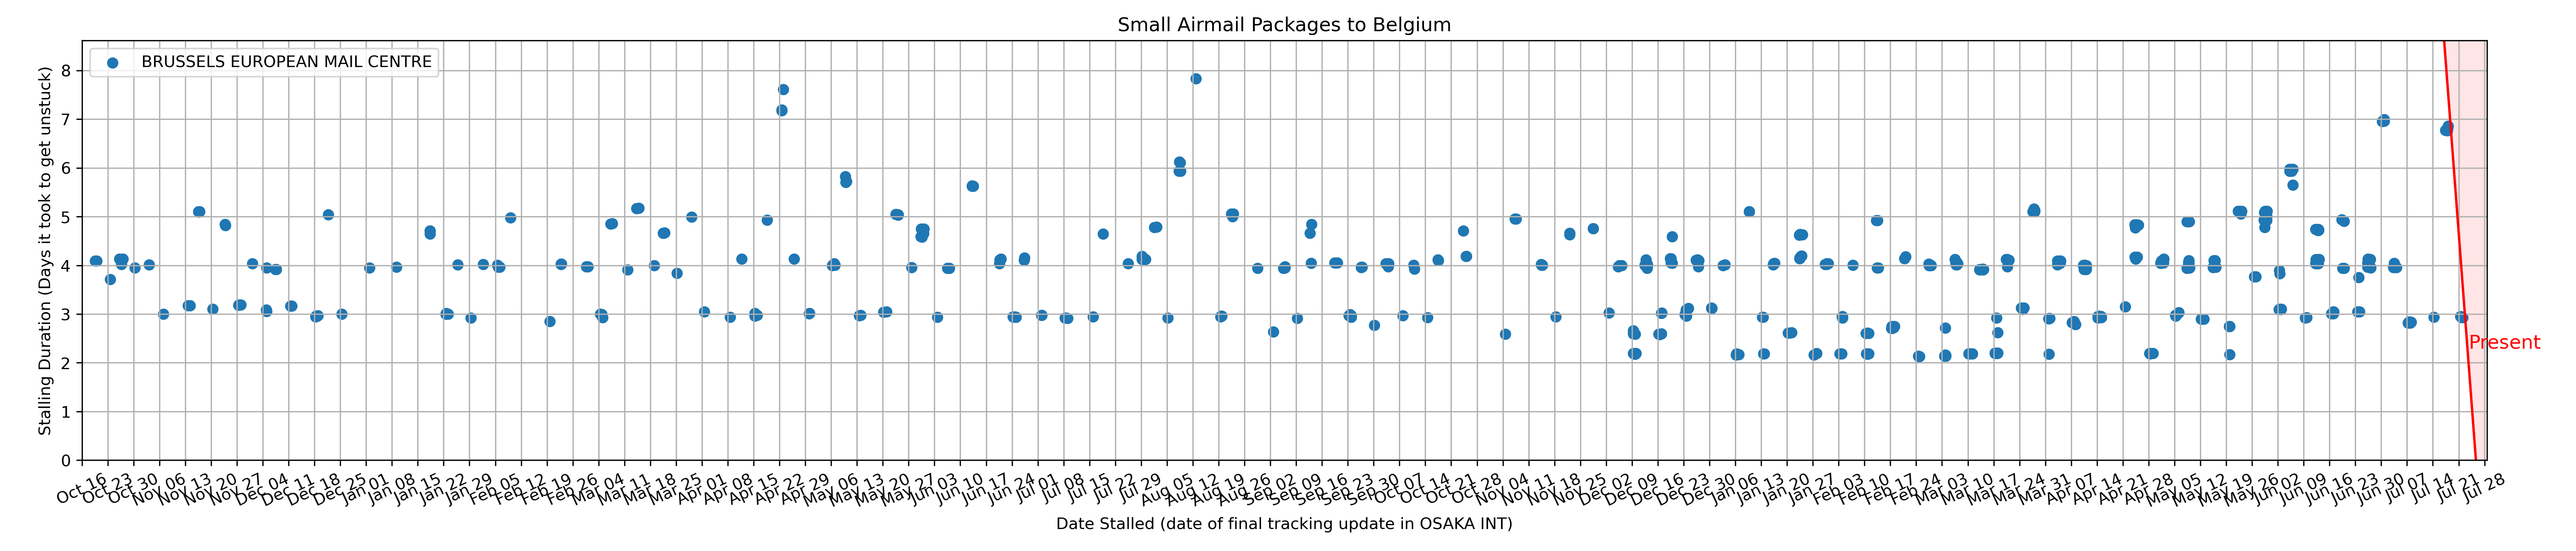 Small Airmail Packages to Belgium
BRUSSELS EUROPEAN MAIL CENTRE
Stalling Duration (Days it took to get unstuck)
8
7
6
5
4
3
2
1
0
Present
Oct 16 Oct 23 Oct 30 Nov 06 Nov 13 Nov 20 Nov 27 Dec 04 Dec 11 Dec 18 Dec 25 Jan 01 Jan 08 Jan 15 Jan 22 Jan 29 Feb 05 Feb 12 Feb 19 Feb 26 Mar 04 Mar 11 Mar 18 Mar 25 Apr 01 Apr 08 Apr 15 Apr 22 Apr 29 May 06 May 13 May 20 May 27 Jun 03 Jun 10 Jun 17 Jun 24 Jul 01 Jul 08 Jul 15 Jul 22 Jul 29 Aug 05 Aug 12 Aug 19 Aug 26 Sep 02 Sep 09 Sep 16 Sep 23 Sep 30 Oct 07 Oct 14 Oct 21 Oct 28 Nov 04 Nov 11 Nov 18 Nov 25 Dec 02 Dec 09 Dec 16 Dec 23 Dec 30 Jan 06 Jan 13 Jan 20 Jan 27 Feb 03 Feb 10 Feb 17 Feb 24 Mar 03 Mar 10 Mar 17 Mar 24 Mar 31 Apr 07 Apr 14 Apr 21 Apr 28 May 05 May 12 May 19 May 26 Jun 02 Jun 09 Jun 16 Jun 23 Jun 30 Jul 07 Jul 14 Jul 21 Jul 28
Date Stalled (date of final tracking update in OSAKA INT)